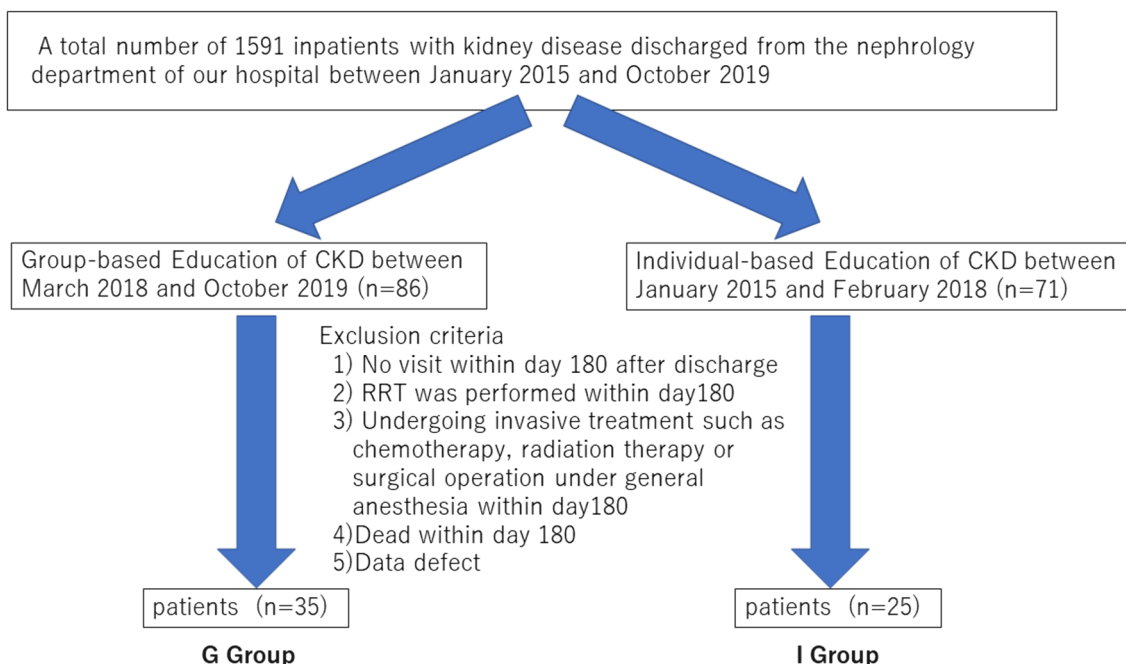 A total number of 1591 inpatients with kidney disease discharged from the nephrology
department of our hospital between January 2015 and October 2019
Group-based Education of CKD between
March 2018 and October 2019 (n=86)
Individual-based Education of CKD between
January 2015 and February 2018 (n=71)
Exclusion criteria
1) No visit within day 180 after discharge
2) RRT was performed within day180
3) Undergoing invasive treatment such as
chemotherapy, radiation therapy or
surgical operation under general
anesthesia within day180
4)Dead within day 180
5)Data defect
patients (n=35)
G Group
patients (n=25)
I Group